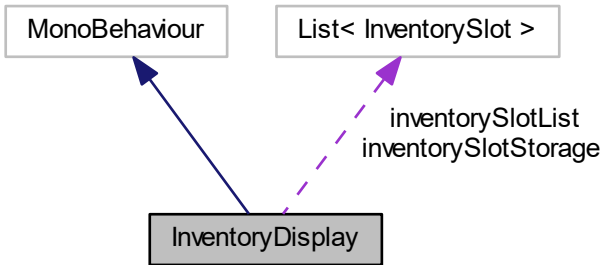 MonoBehaviour
List< InventorySlot >
inventorySlotList
inventorySlotStorage
InventoryDisplay